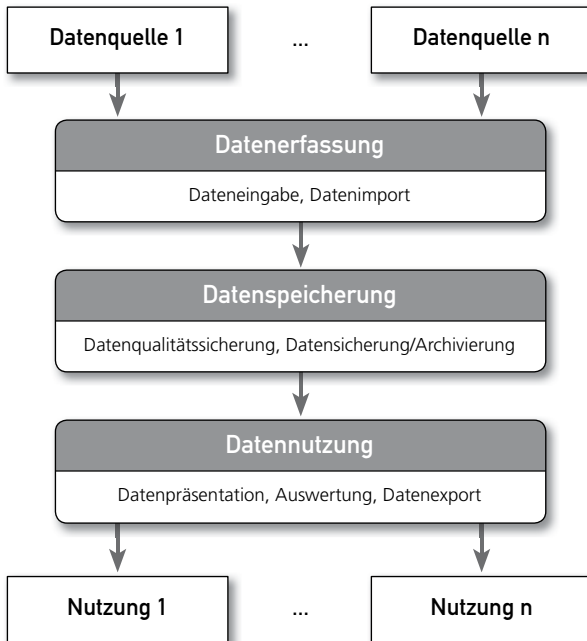 Datenquelle 1 ... Datenquelle n
Datenerfassung
Dateneingabe, Datenimport
Datenspeicherung
Datenqualitätssicherung, Datensicherung/Archivierung
Datennutzung
Datenpräsentation, Auswertung, Datenexport
Nutzung 1 ... Nutzung n